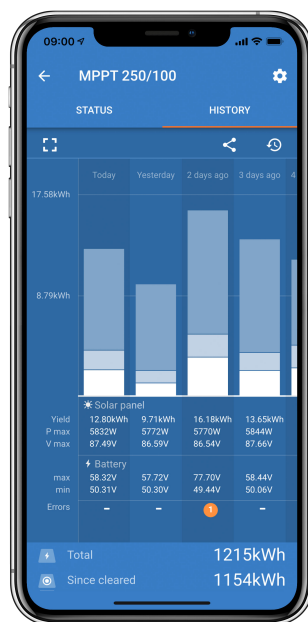 09:00
MPPT 250/100
STATUS HISTORY
Today Yesterday 2 days ago 3 days ago 4
17.58kWh
8.79kWh
Solar panel
Yield 12.80kWh 9.71kWh 16.18kWh 13.65kWh
P max 5832W 5772W 5770W 5844W
V max 87.49V 86.59V 86.54V 87.66V
Battery
max 58.32V 57.72V 77.70V 58.44V
min 50.31V 50.30V 49.44V 50.06V
Errors – – 1 –
Total 1215kWh
Since cleared 1154kWh